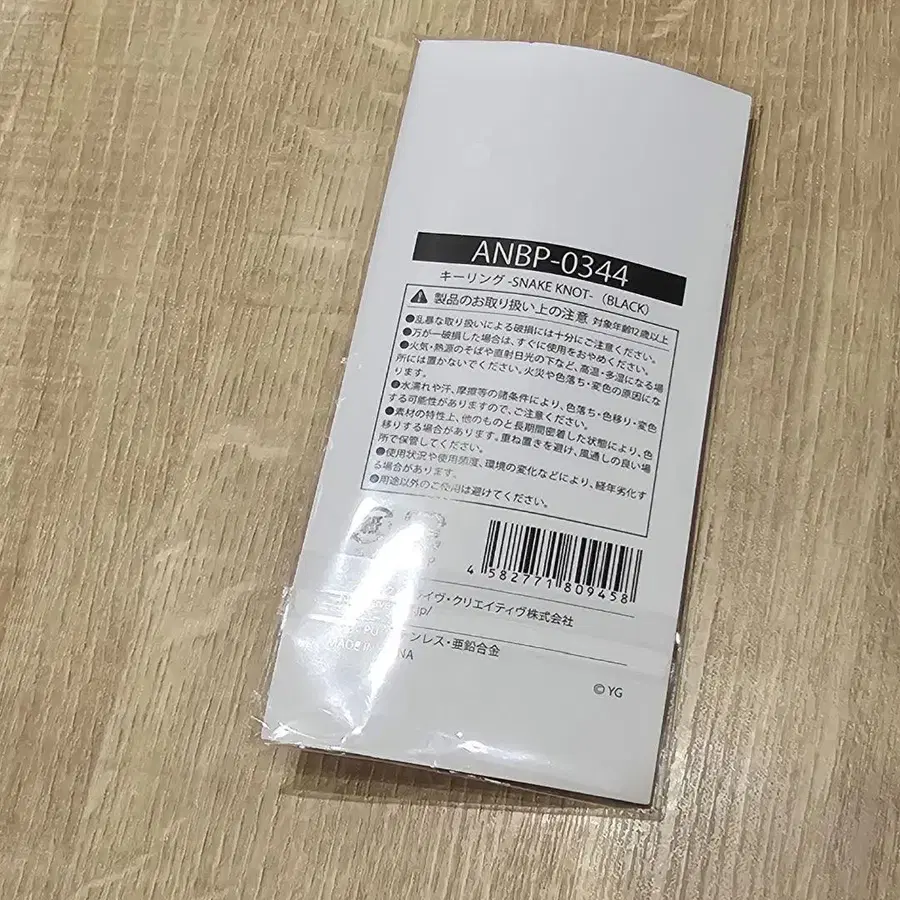 ANBP-0344
キーリング -SNAKE KNOT-（BLACK）
製品のお取り扱い上の注意 対象年齢12歳以上
●乱暴な取り扱いによる破損には十分にご注意ください。
●万が一破損した場合は、すぐに使用をおやめください。
●火気・熱源のそばや直射日光の下など、高温・多湿になる場
所には置かないでください。火災や色落ち・変色の原因にな
ります。
●水濡れや汗、摩擦等の諸条件により、色落ち・色移り・変色
する可能性がありますので、ご注意ください。
●素材の特性上、他のものと長期間密着した状態により、色
移りする場合があります。重ね置きを避け、風通しの良い場
所で保管してください。
●使用状況や使用頻度、環境の変化などにより、経年劣化す
る場合があります。
●用途以外のご使用は避けてください。
4 582771 809458
イヴ・クリエイティヴ株式会社
.jp/
PU
ンレス・亜鉛合金
MADE IN
NA
© YG